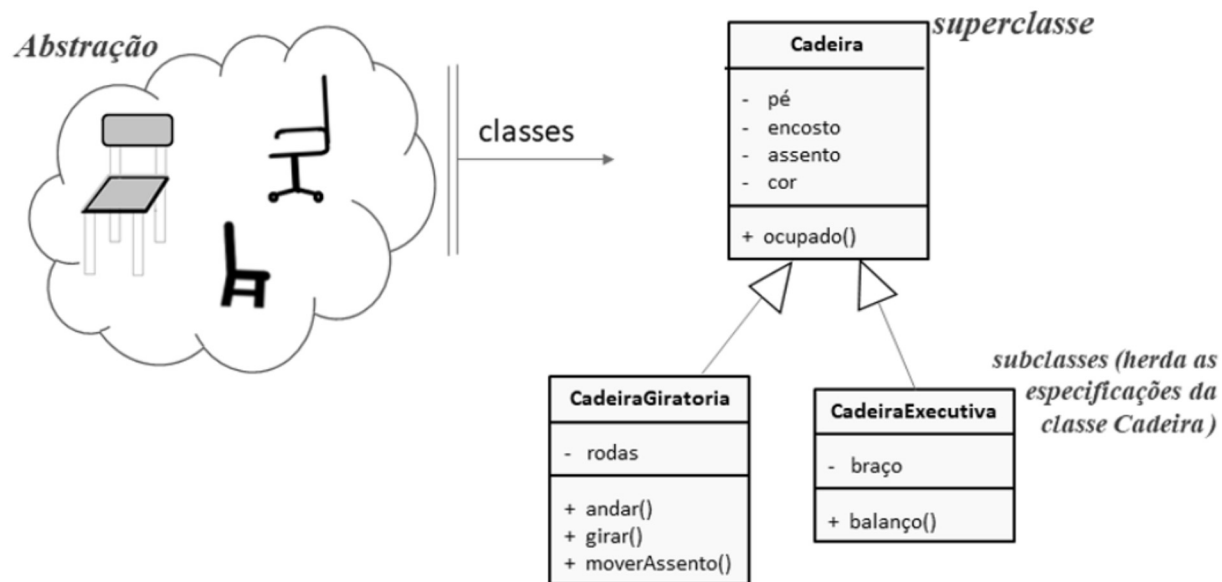 Abstração
classes
superclasse
Cadeira
- pé
- encosto
- assento
- cor
+ ocupado()
CadeiraGiratoria
- rodas
+ andar()
+ girar()
+ moverAssento()
CadeiraExecutiva
- braço
+ balanço()
subclasses (herda as
especificações da
classe Cadeira )